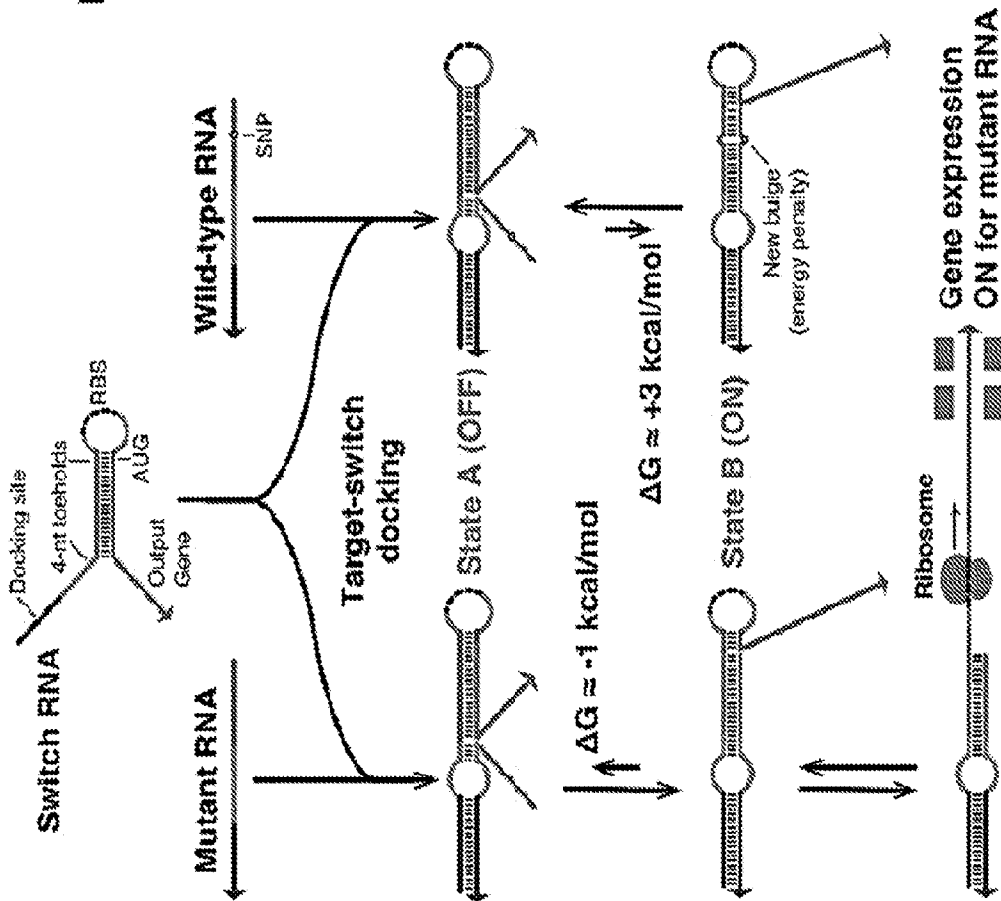 Switch RNA
Docking site
4-nt toeholds
RBS
AUG
Output
Gene
Mutant RNA
Wild-type RNA
SNP
Target-switch
docking
State A (OFF)
ΔG ≈ -1 kcal/mol
ΔG ≈ +3 kcal/mol
State B (ON)
New bulge
(energy penalty)
Ribosome
Gene expression
ON for mutant RNA